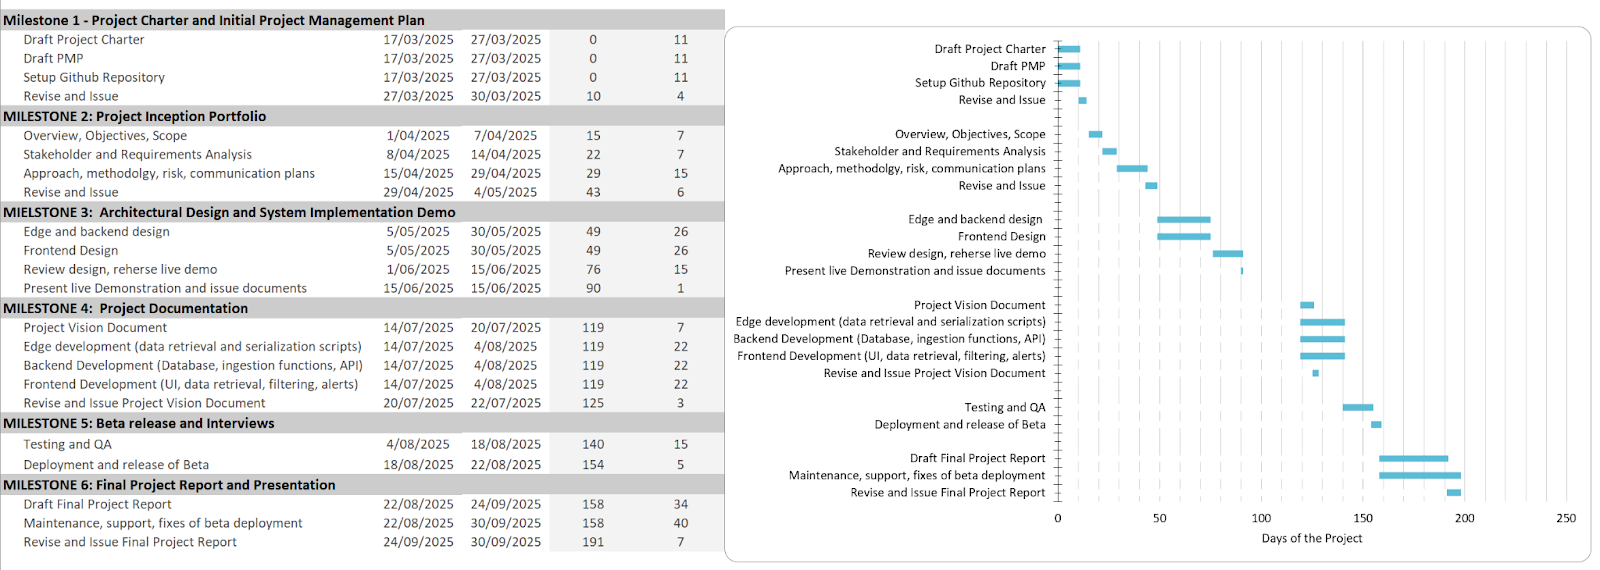 Milestone 1 - Project Charter and Initial Project Management Plan
Draft Project Charter 17/03/2025 27/03/2025 0 11
Draft PMP 17/03/2025 27/03/2025 0 11
Setup Github Repository 17/03/2025 27/03/2025 0 11
Revise and Issue 27/03/2025 30/03/2025 10 4
MILESTONE 2: Project Inception Portfolio
Overview, Objectives, Scope 1/04/2025 7/04/2025 15 7
Stakeholder and Requirements Analysis 8/04/2025 14/04/2025 22 7
Approach, methodolgy, risk, communication plans 15/04/2025 29/04/2025 29 15
Revise and Issue 29/04/2025 4/05/2025 43 6
MIELSTONE 3: Architectural Design and System Implementation Demo
Edge and backend design 5/05/2025 30/05/2025 49 26
Frontend Design 5/05/2025 30/05/2025 49 26
Review design, reherse live demo 1/06/2025 15/06/2025 76 15
Present live Demonstration and issue documents 15/06/2025 15/06/2025 90 1
MILESTONE 4: Project Documentation
Project Vision Document 14/07/2025 20/07/2025 119 7
Edge development (data retrieval and serialization scripts) 14/07/2025 4/08/2025 119 22
Backend Development (Database, ingestion functions, API) 14/07/2025 4/08/2025 119 22
Frontend Development (UI, data retrieval, filtering, alerts) 14/07/2025 4/08/2025 119 22
Revise and Issue Project Vision Document 20/07/2025 22/07/2025 125 3
MILESTONE 5: Beta release and Interviews
Testing and QA 4/08/2025 18/08/2025 140 15
Deployment and release of Beta 18/08/2025 22/08/2025 154 5
MILESTONE 6: Final Project Report and Presentation
Draft Final Project Report 22/08/2025 24/09/2025 158 34
Maintenance, support, fixes of beta deployment 22/08/2025 30/09/2025 158 40
Revise and Issue Final Project Report 24/09/2025 30/09/2025 191 7
Draft Project Charter
Draft PMP
Setup Github Repository
Revise and Issue
Overview, Objectives, Scope
Stakeholder and Requirements Analysis
Approach, methodolgy, risk, communication plans
Revise and Issue
Edge and backend design
Frontend Design
Review design, reherse live demo
Present live Demonstration and issue documents
Project Vision Document
Edge development (data retrieval and serialization scripts)
Backend Development (Database, ingestion functions, API)
Frontend Development (UI, data retrieval, filtering, alerts)
Revise and Issue Project Vision Document
Testing and QA
Deployment and release of Beta
Draft Final Project Report
Maintenance, support, fixes of beta deployment
Revise and Issue Final Project Report
0 50 100 150 200 250
Days of the Project